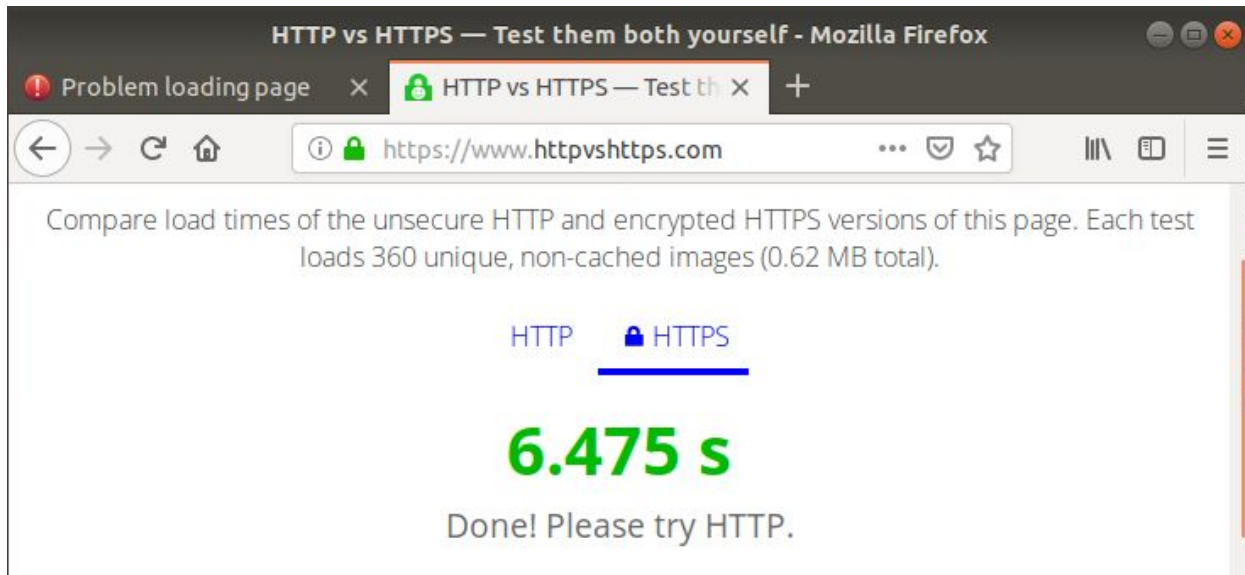 HTTP vs HTTPS — Test them both yourself - Mozilla Firefox
Problem loading page
HTTP vs HTTPS — Test th
https://www.httpvshttps.com
Compare load times of the unsecure HTTP and encrypted HTTPS versions of this page. Each test
loads 360 unique, non-cached images (0.62 MB total).
HTTP HTTPS
6.475 s
Done! Please try HTTP.